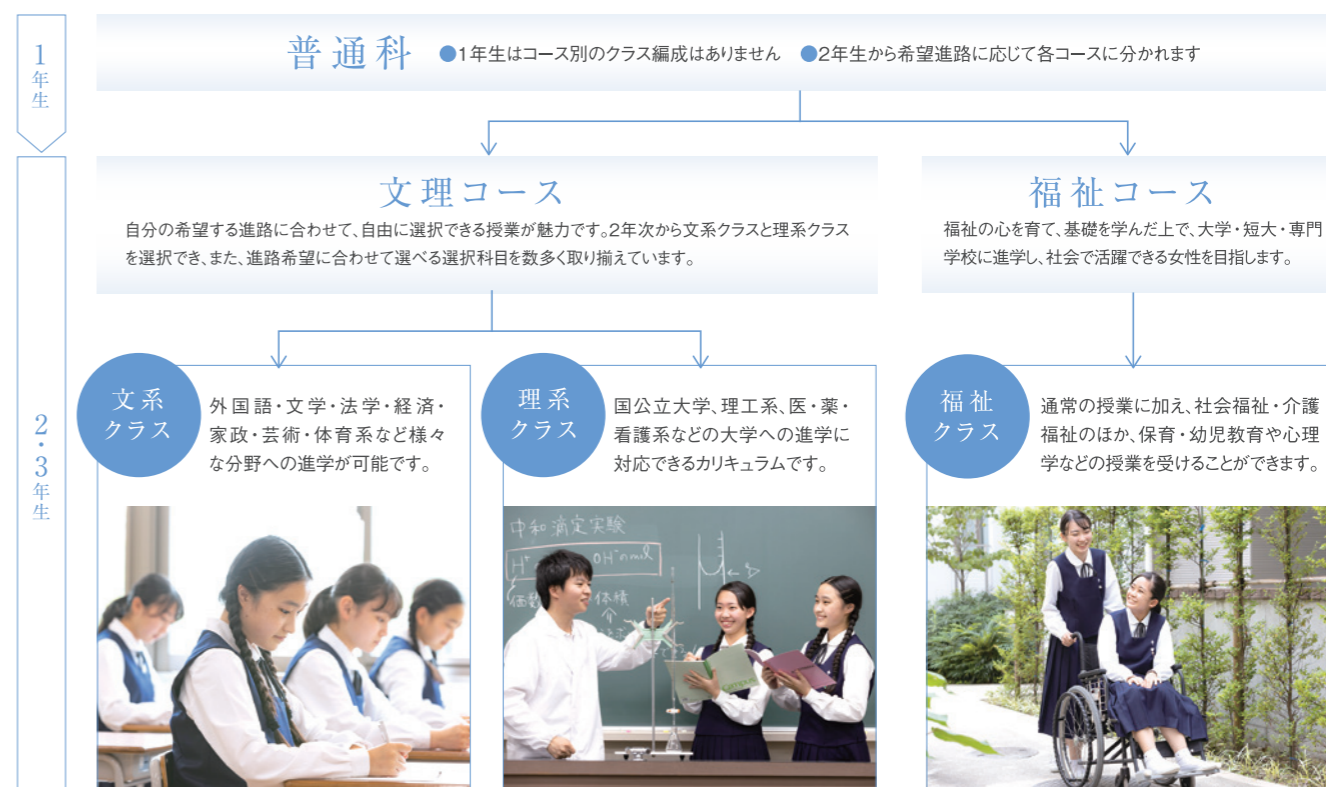 1年生
普通科 ●1年生はコース別のクラス編成はありません ●2年生から希望進路に応じて各コースに分かれます
2・3年生
文理コース
自分の希望する進路に合わせて、自由に選択できる授業が魅力です。2年次から文系クラスと理系クラス
を選択でき、また、進路希望に合わせて選べる選択科目を数多く取り揃えています。
福祉コース
福祉の心を育て、基礎を学んだ上で、大学・短大・専門
学校に進学し、社会で活躍できる女性を目指します。
文系
クラス
外国語・文学・法学・経済・
家政・芸術・体育系など様々
な分野への進学が可能です。
理系
クラス
国公立大学、理工系、医・薬・
看護系などの大学への進学に
対応できるカリキュラムです。
福祉
クラス
通常の授業に加え、社会福祉・介護
福祉のほか、保育・幼児教育や心理
学などの授業を受けることができます。
中和滴定実験
H⁺ OH⁻のmol
価数 体積